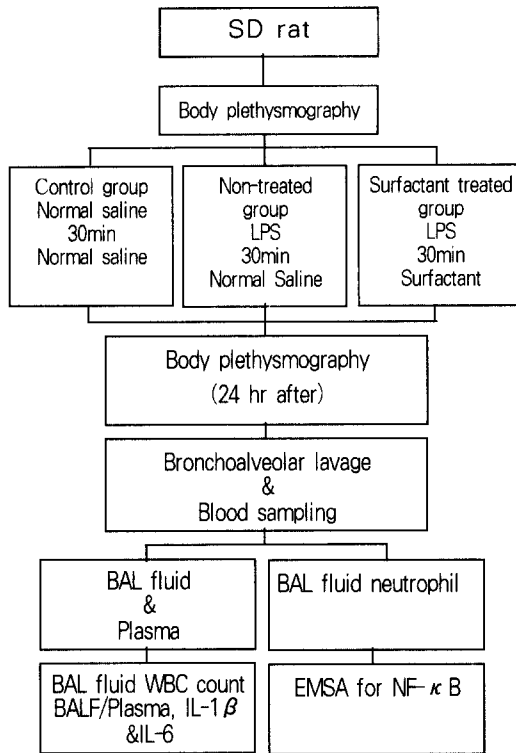 SD rat
Body plethysmography
Control group
Normal saline
30min
Normal saline
Non-treated
group
LPS
30min
Normal Saline
Surfactant treated
group
LPS
30min
Surfactant
Body plethysmography
(24 hr after)
Bronchoalveolar lavage
&
Blood sampling
BAL fluid
&
Plasma
BAL fluid neutrophil
BAL fluid WBC count
BALF/Plasma, IL-1β
&IL-6
EMSA for NF-κB